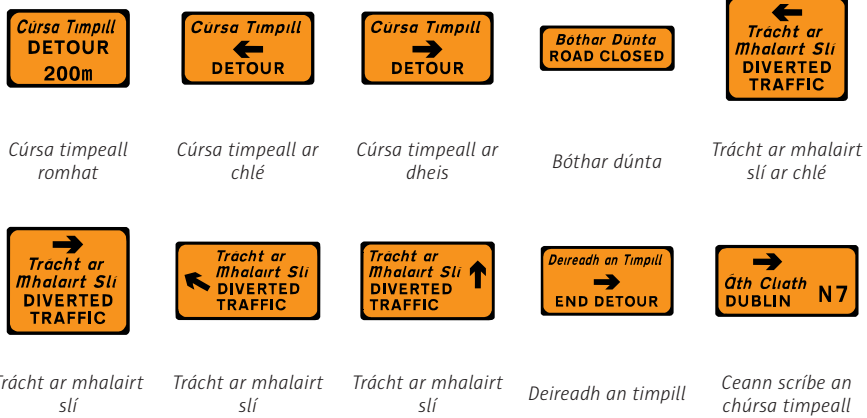 Cúrsa Timpill
DETOUR
200m
Cúrsa Timpill
DETOUR
Cúrsa Timpill
DETOUR
Bóthar Dúnta
ROAD CLOSED
Trácht ar
Mhalairt Slí
DIVERTED
TRAFFIC
Cúrsa timpeall
romhat
Cúrsa timpeall ar
chlé
Cúrsa timpeall ar
dheis
Bóthar dúnta
Trácht ar mhalairt
slí ar chlé
Trácht ar
Mhalairt Slí
DIVERTED
TRAFFIC
Trácht ar
Mhalairt Slí
DIVERTED
TRAFFIC
Trácht ar
Mhalairt Slí
DIVERTED
TRAFFIC
Deireadh an Timpill
END DETOUR
Áth Cliath
DUBLIN N7
Trácht ar mhalairt
slí
Trácht ar mhalairt
slí
Trácht ar mhalairt
slí
Deireadh an timpill
Ceann scríbe an
chúrsa timpeall